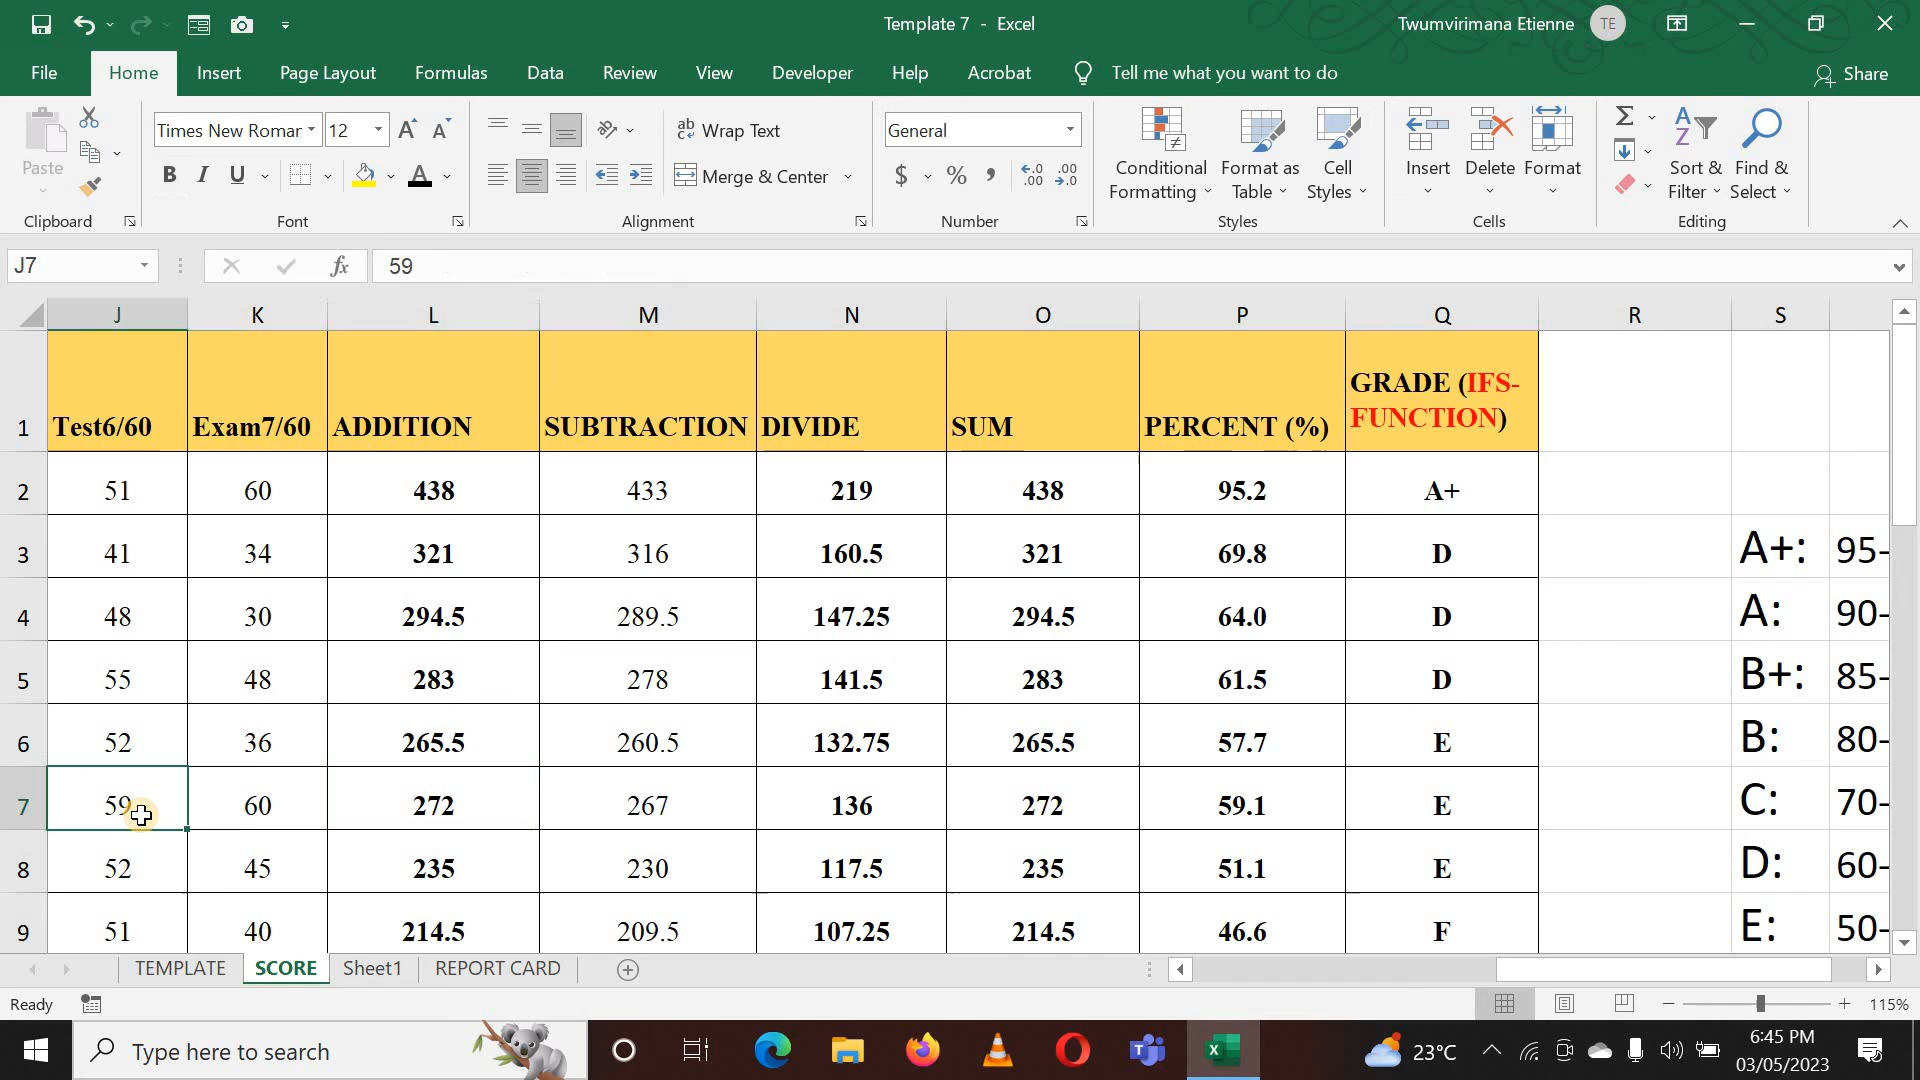 Template 7 - Excel
Twumvirimana Etienne
TE
File Home Insert Page Layout Formulas Data Review View Developer Help Acrobat Tell me what you want to do Share
Paste
Times New Romar 12
Wrap Text
General
B I U
Merge & Center
$ % ,
Conditional Formatting
Format as Table
Cell Styles
Insert Delete Format
Sort & Filter
Find & Select
Clipboard Font Alignment Number Styles Cells Editing
J7 fx 59
J K L M N O P Q R S
1 Test6/60 Exam7/60 ADDITION SUBTRACTION DIVIDE SUM PERCENT (%) GRADE (IFS-FUNCTION)
2 51 60 438 433 219 438 95.2 A+
3 41 34 321 316 160.5 321 69.8 D A+: 95-
4 48 30 294.5 289.5 147.25 294.5 64.0 D A: 90-
5 55 48 283 278 141.5 283 61.5 D B+: 85-
6 52 36 265.5 260.5 132.75 265.5 57.7 E B: 80-
7 59 60 272 267 136 272 59.1 E C: 70-
8 52 45 235 230 117.5 235 51.1 E D: 60-
9 51 40 214.5 209.5 107.25 214.5 46.6 F E: 50-
TEMPLATE SCORE Sheet1 REPORT CARD
Ready 115%
Type here to search
23°C
6:45 PM
03/05/2023